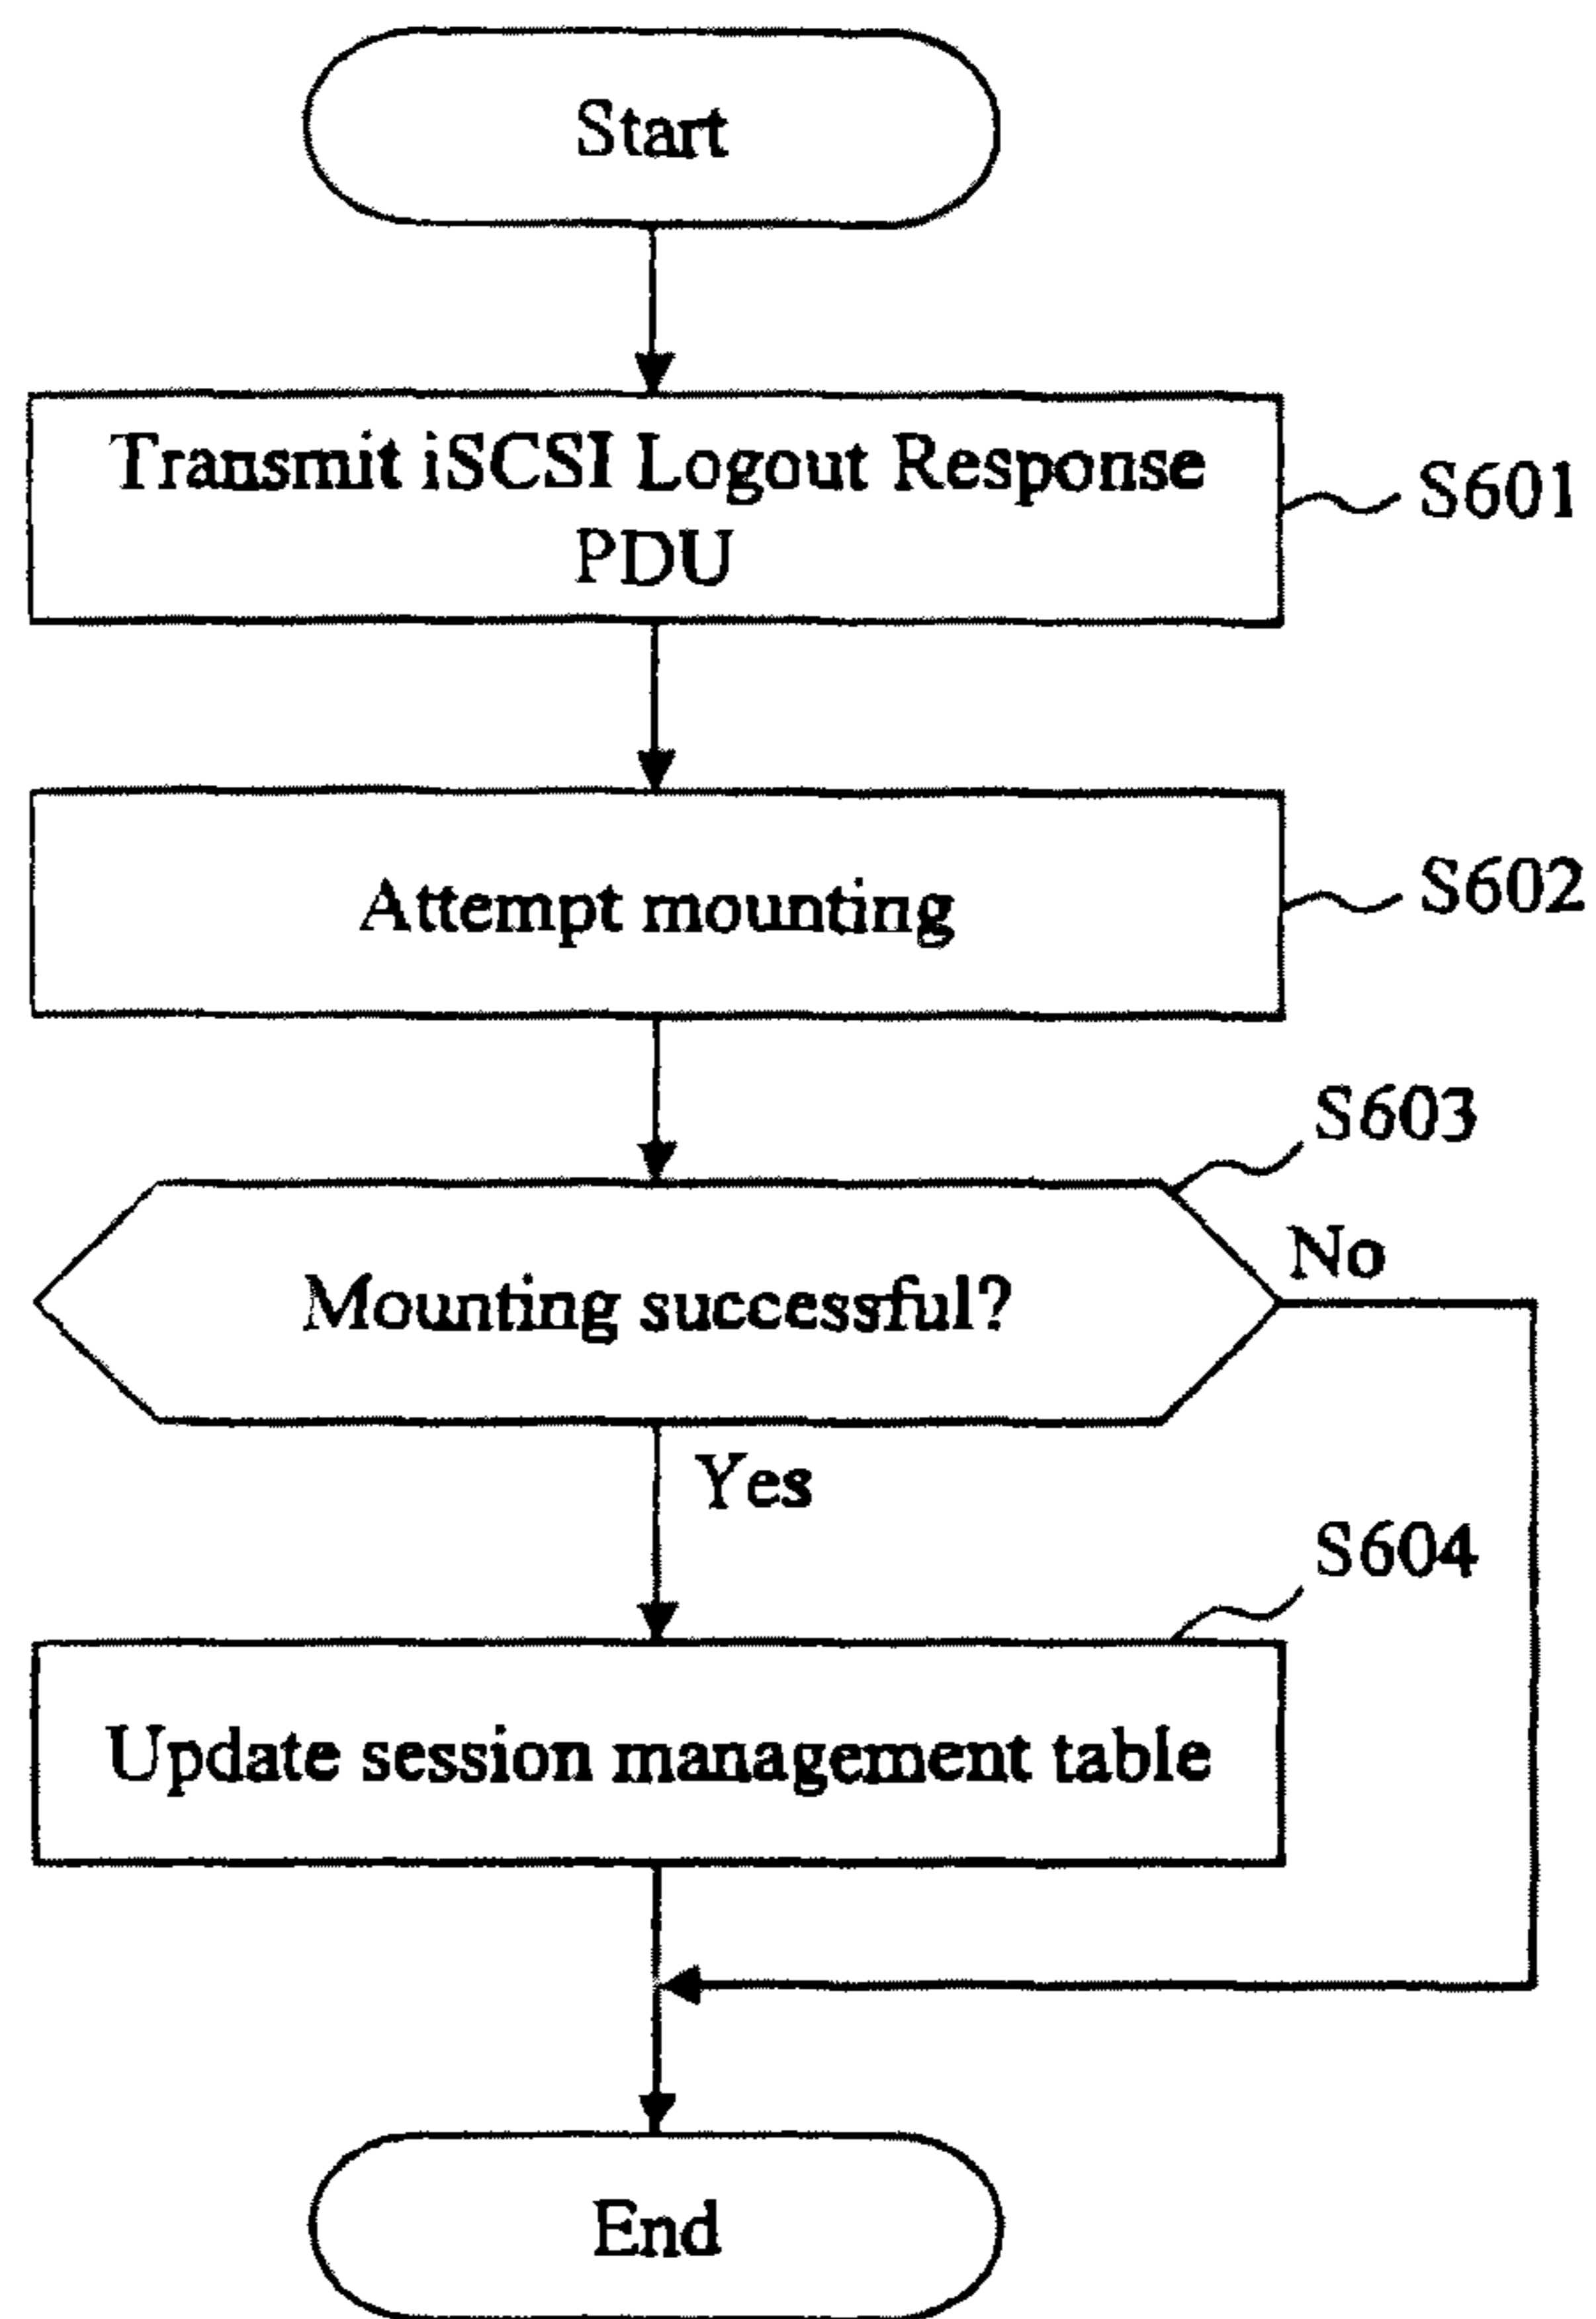 Start
Transmit iSCSI Logout Response
PDU
S601
Attempt mounting
S602
S603
Mounting successful?
No
Yes
S604
Update session management table
End